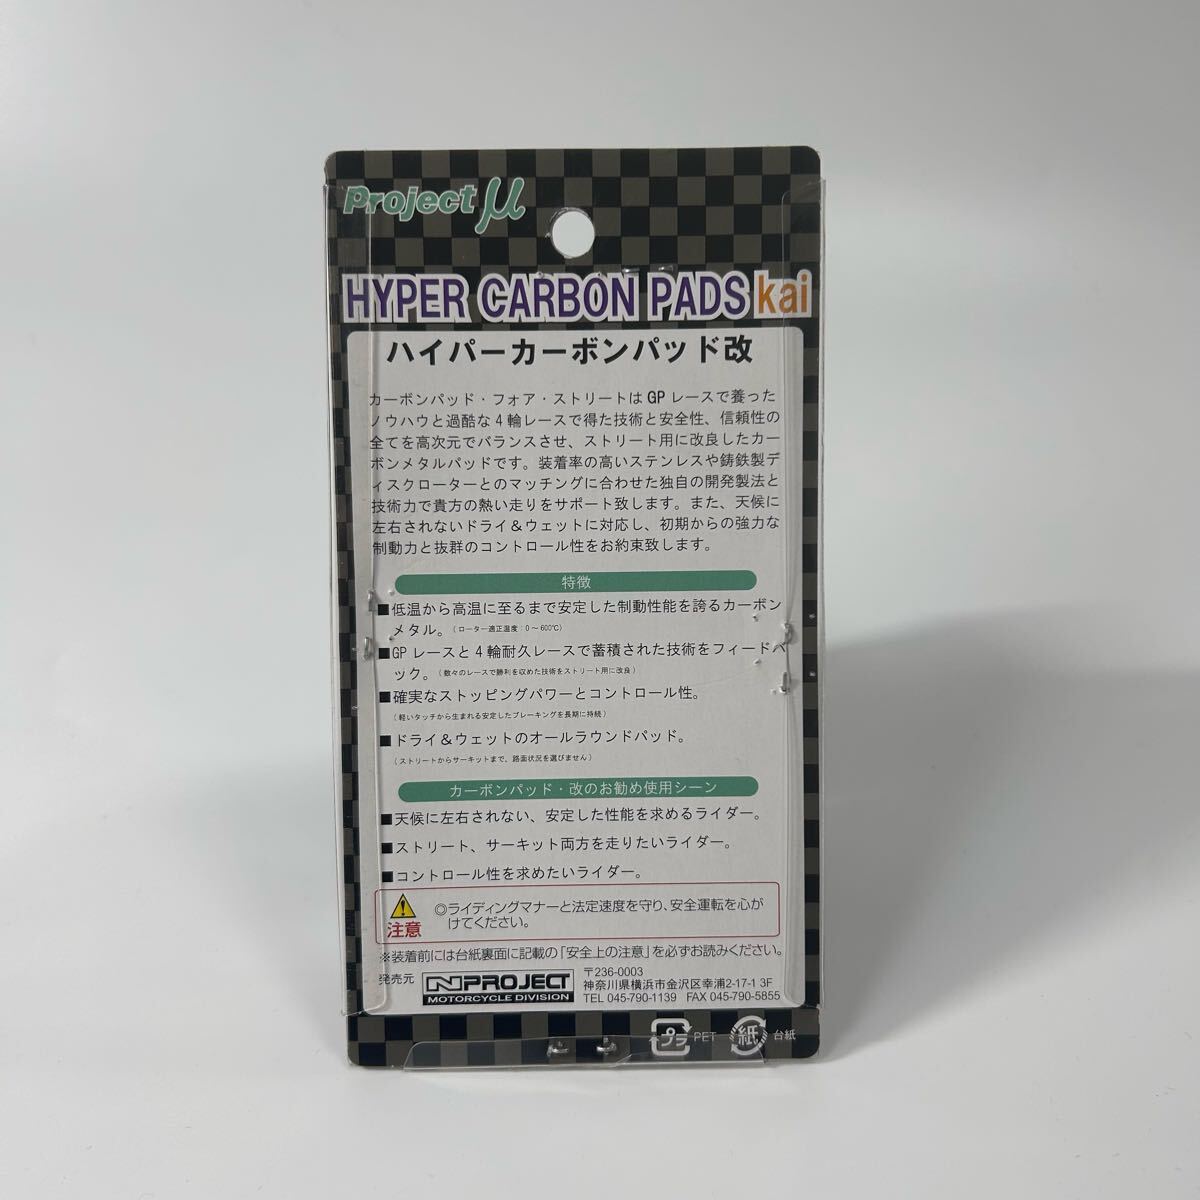 Project μ
HYPER CARBON PADS kai
ハイパーカーボンパッド改
カーボンパッド・フォア・ストリートは GP レースで養った
ノウハウと過酷な 4 輪レースで得た技術と安全性、信頼性の
全てを高次元でバランスさせ、ストリート用に改良したカー
ボンメタルパッドです。装着率の高いステンレスや鋳鉄製デ
ィスクローターとのマッチングに合わせた独自の開発製法と
技術力で貴方の熱い走りをサポート致します。また、天候に
左右されないドライ＆ウェットに対応し、初期からの強力な
制動力と抜群のコントロール性をお約束致します。
特徴
■低温から高温に至るまで安定した制動性能を誇るカーボン
メタル。（ローター適正温度：0～600℃）
■GP レースと 4 輪耐久レースで蓄積された技術をフィードバ
ック。（数々のレースで勝利を収めた技術をストリート用に改良）
■確実なストッピングパワーとコントロール性。
（軽いタッチから生まれる安定したブレーキングを長期に持続）
■ドライ＆ウェットのオールラウンドパッド。
（ストリートからサーキットまで、路面状況を選びません）
カーボンパッド・改のお勧め使用シーン
■天候に左右されない、安定した性能を求めるライダー。
■ストリート、サーキット両方を走りたいライダー。
■コントロール性を求めたいライダー。
注意
◎ライディングマナーと法定速度を守り、安全運転を心が
けてください。
※装着前には台紙裏面に記載の「安全上の注意」を必ずお読みください。
発売元
N PROJECT
MOTORCYCLE DIVISION
〒236-0003
神奈川県横浜市金沢区幸浦2-17-1 3F
TEL 045-790-1139 FAX 045-790-5855
プラ PET 紙 台紙